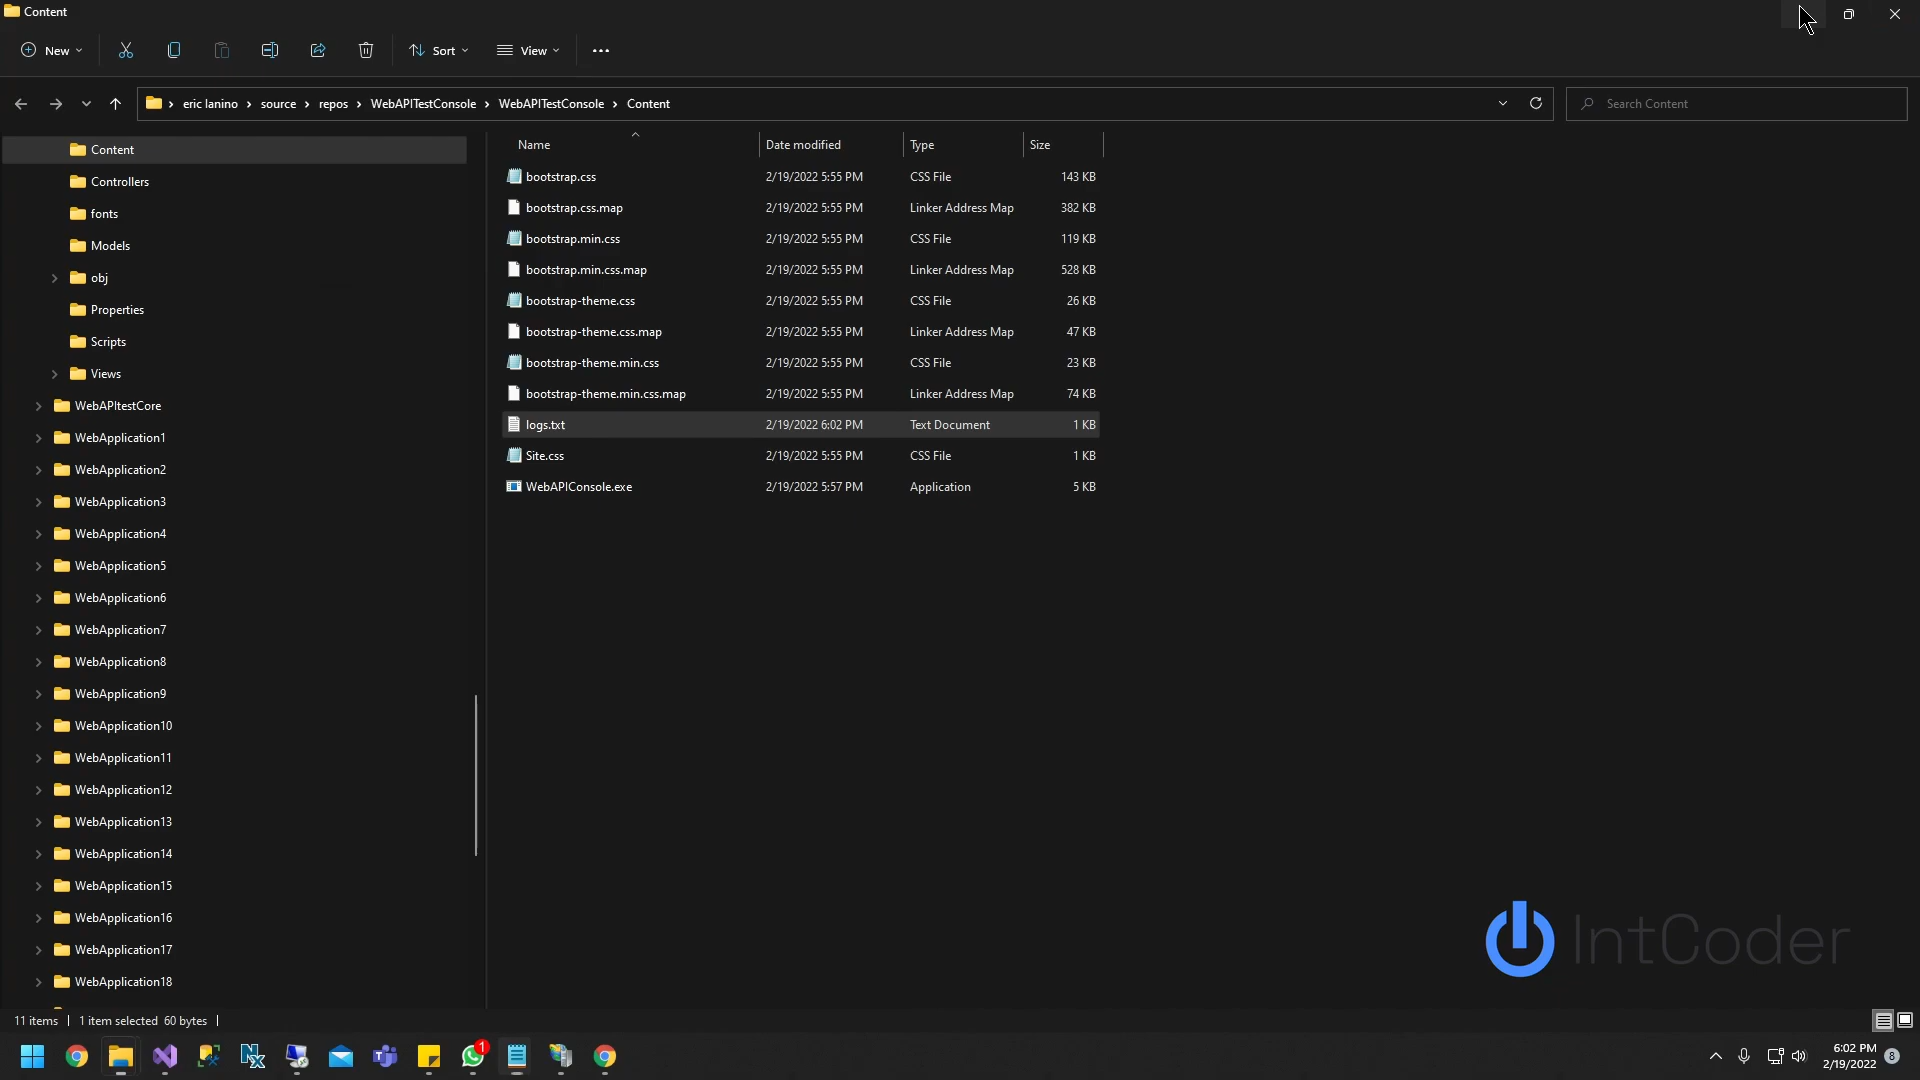 Content
New
Sort
View
eric lanino > source > repos > WebAPITestConsole > WebAPITestConsole > Content
Search Content
Content
Controllers
fonts
Models
obj
Properties
Scripts
Views
WebAPItestCore
WebApplication1
WebApplication2
WebApplication3
WebApplication4
WebApplication5
WebApplication6
WebApplication7
WebApplication8
WebApplication9
WebApplication10
WebApplication11
WebApplication12
WebApplication13
WebApplication14
WebApplication15
WebApplication16
WebApplication17
WebApplication18
Name Date modified Type Size
bootstrap.css 2/19/2022 5:55 PM CSS File 143 KB
bootstrap.css.map 2/19/2022 5:55 PM Linker Address Map 382 KB
bootstrap.min.css 2/19/2022 5:55 PM CSS File 119 KB
bootstrap.min.css.map 2/19/2022 5:55 PM Linker Address Map 528 KB
bootstrap-theme.css 2/19/2022 5:55 PM CSS File 26 KB
bootstrap-theme.css.map 2/19/2022 5:55 PM Linker Address Map 47 KB
bootstrap-theme.min.css 2/19/2022 5:55 PM CSS File 23 KB
bootstrap-theme.min.css.map 2/19/2022 5:55 PM Linker Address Map 74 KB
logs.txt 2/19/2022 6:02 PM Text Document 1 KB
Site.css 2/19/2022 5:55 PM CSS File 1 KB
WebAPIConsole.exe 2/19/2022 5:57 PM Application 5 KB
IntCoder
11 items | 1 item selected 60 bytes |
1
6:02 PM
2/19/2022
8